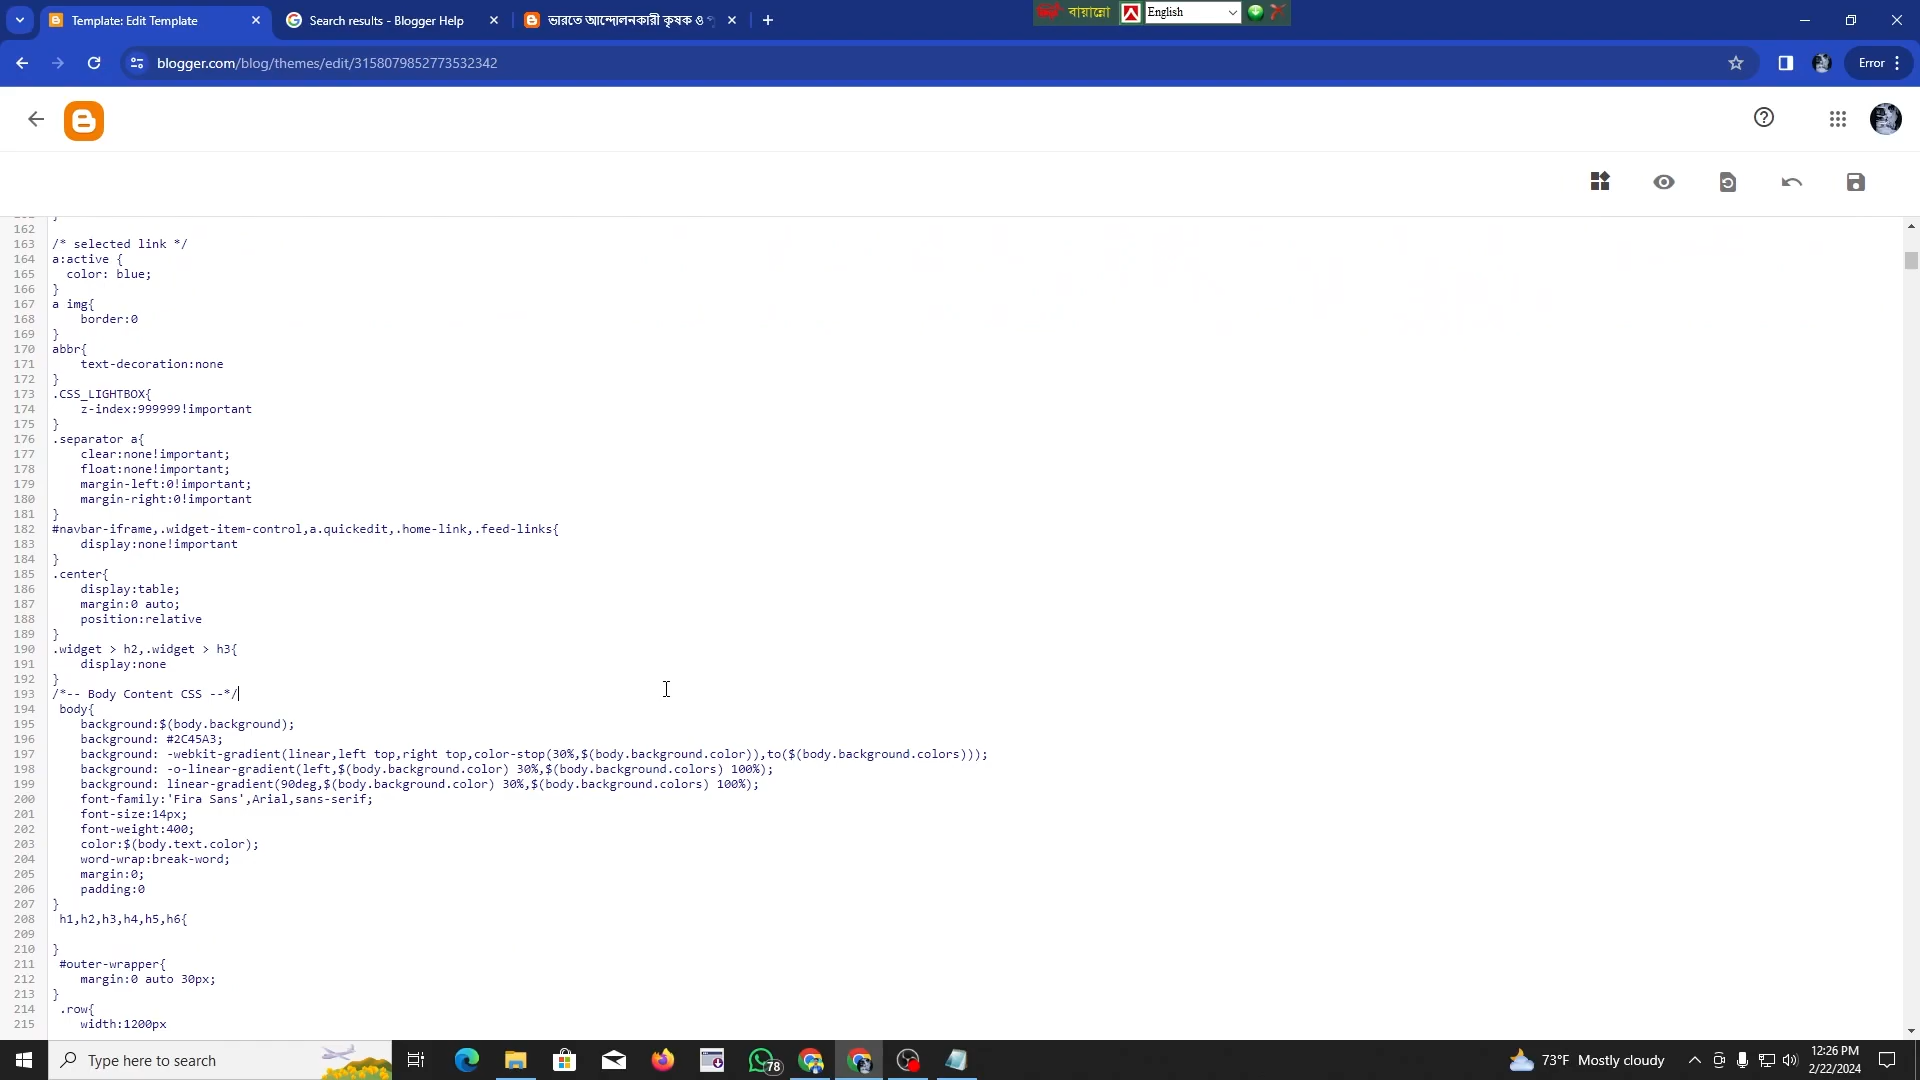 Template: Edit Template
Search results - Blogger Help
ভারতে আন্দোলনকারী কৃষক ও
বায়ান্নো
English
blogger.com/blog/themes/edit/3158079852773532342
Error
162
163 /* selected link */
164 a:active {
165 color: blue;
166 }
167 a img{
168 border:0
169 }
170 abbr{
171 text-decoration:none
172 }
173 .CSS_LIGHTBOX{
174 z-index:999999!important
175 }
176 .separator a{
177 clear:none!important;
178 float:none!important;
179 margin-left:0!important;
180 margin-right:0!important
181 }
182 #navbar-iframe,.widget-item-control,a.quickedit,.home-link,.feed-links{
183 display:none!important
184 }
185 .center{
186 display:table;
187 margin:0 auto;
188 position:relative
189 }
190 .widget > h2,.widget > h3{
191 display:none
192 }
193 /*-- Body Content CSS --*/
194 body{
195 background:$(body.background);
196 background: #2C45A3;
197 background: -webkit-gradient(linear,left top,right top,color-stop(30%,$(body.background.color)),to($(body.background.colors)));
198 background: -o-linear-gradient(left,$(body.background.color) 30%,$(body.background.colors) 100%);
199 background: linear-gradient(90deg,$(body.background.color) 30%,$(body.background.colors) 100%);
200 font-family:'Fira Sans',Arial,sans-serif;
201 font-size:14px;
202 font-weight:400;
203 color:$(body.text.color);
204 word-wrap:break-word;
205 margin:0;
206 padding:0
207 }
208 h1,h2,h3,h4,h5,h6{
209
210 }
211 #outer-wrapper{
212 margin:0 auto 30px;
213 }
214 .row{
215 width:1200px
Type here to search
78
73°F Mostly cloudy
12:26 PM
2/22/2024